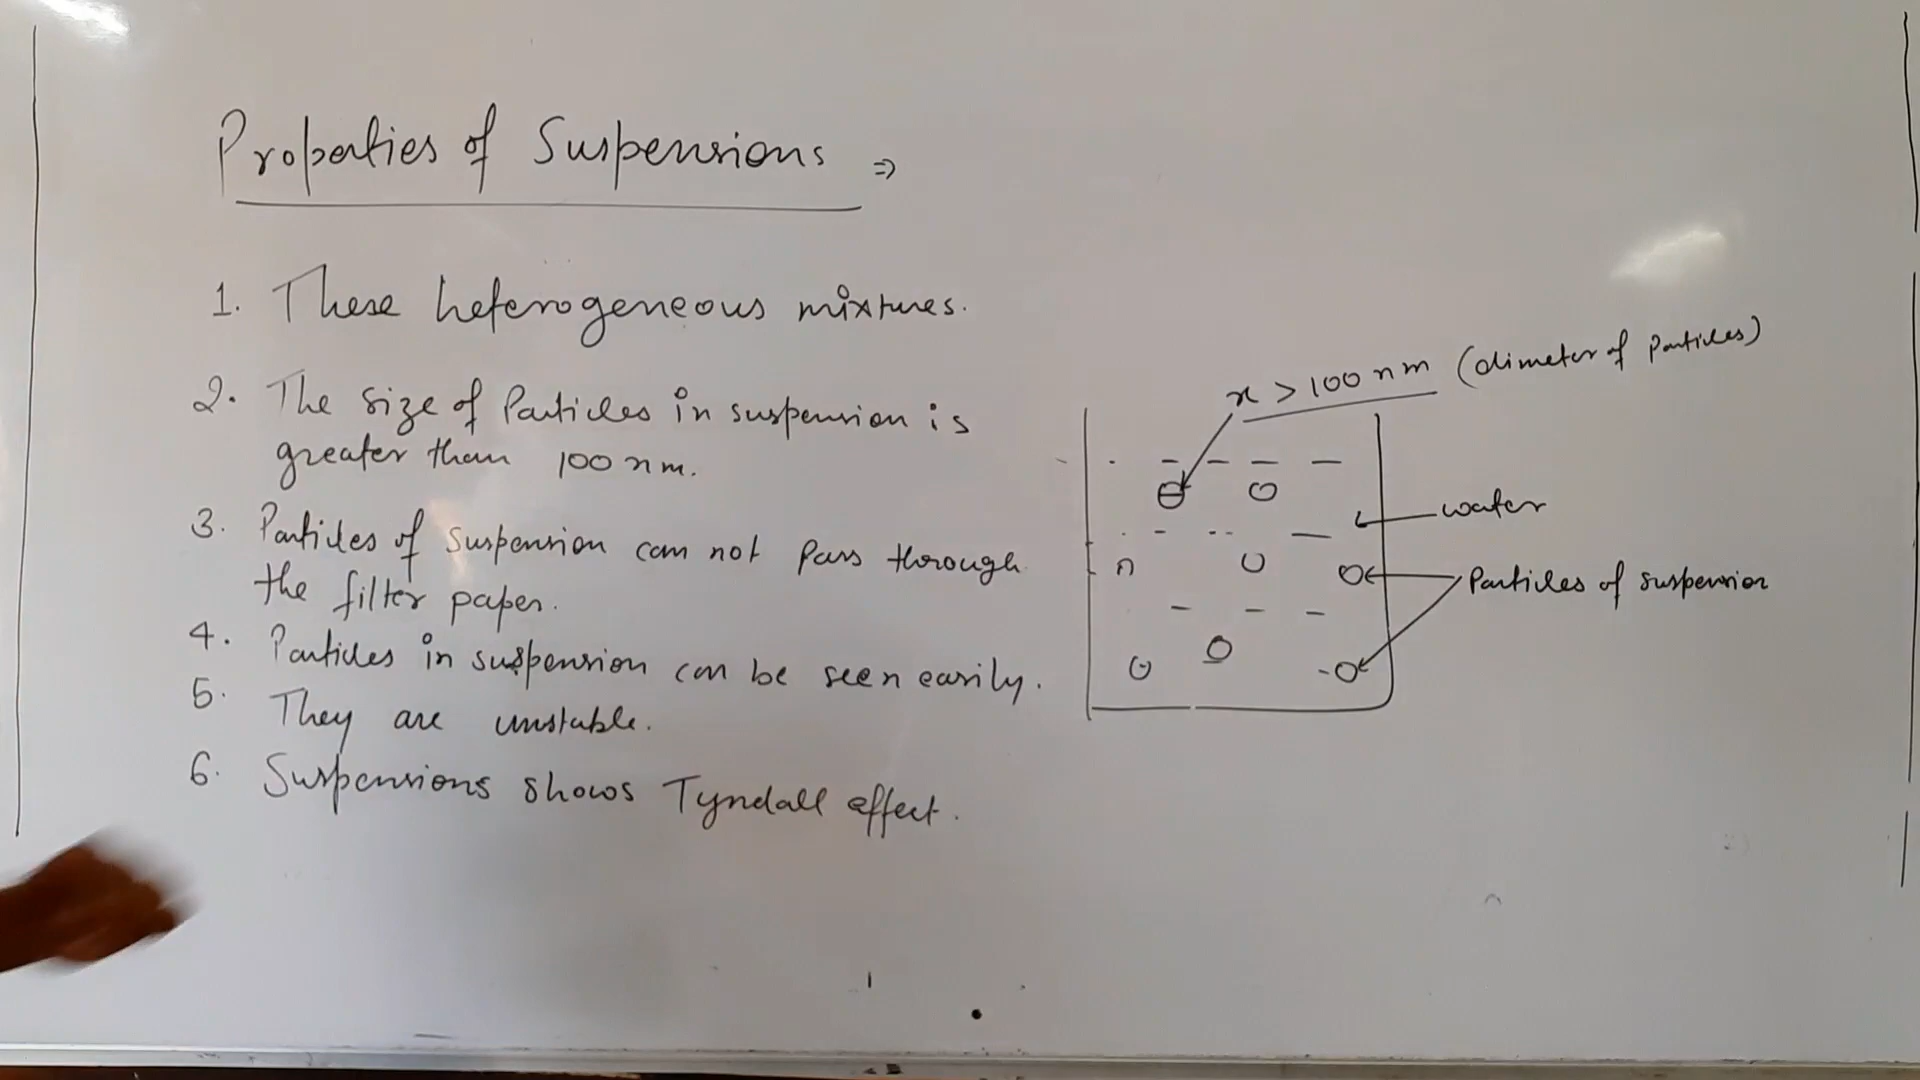 Properties of Suspensions ⇒
1. These heterogeneous mixtures.
2. The size of Particles in suspension is
greater than 100 nm.
3. Particles of suspension can not pass through
the filter paper.
4. Particles in suspension can be seen easily.
5. They are unstable.
6. Suspensions shows Tyndall effect.
x > 100 nm (dimeter of particles)
water
Particles of suspension